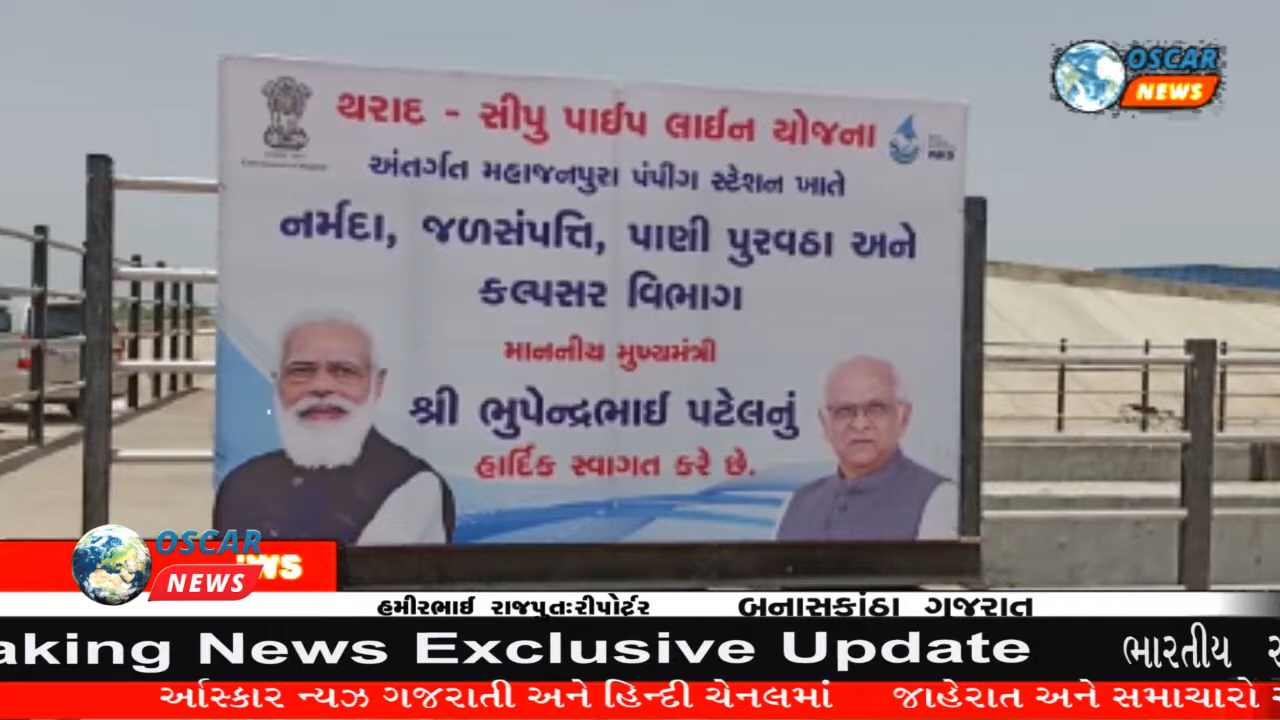 OSCAR
NEWS
થરાદ - સીપુ પાઈપ લાઈન યોજના
અંતર્ગત મહાજનપુરા પંપીંગ સ્ટેશન ખાતે
નર્મદા, જળસંપત્તિ, પાણી પુરવઠા અને
કલ્પસર વિભાગ
માનનીય મુખ્યમંત્રી
શ્રી ભુપેન્દ્રભાઈ પટેલનું
હાર્દિક સ્વાગત કરે છે.
OSCAR
NEWS
હમીરભાઈ રાજપુતઃરીપોર્ટર બનાસકાંઠા ગુજરાત
aking News Exclusive Update ભારતીય
ઓસ્કાર ન્યઝ ગજરાતી અને હિન્દી ચેનલમાં જાહેરાત અને સમાચારો